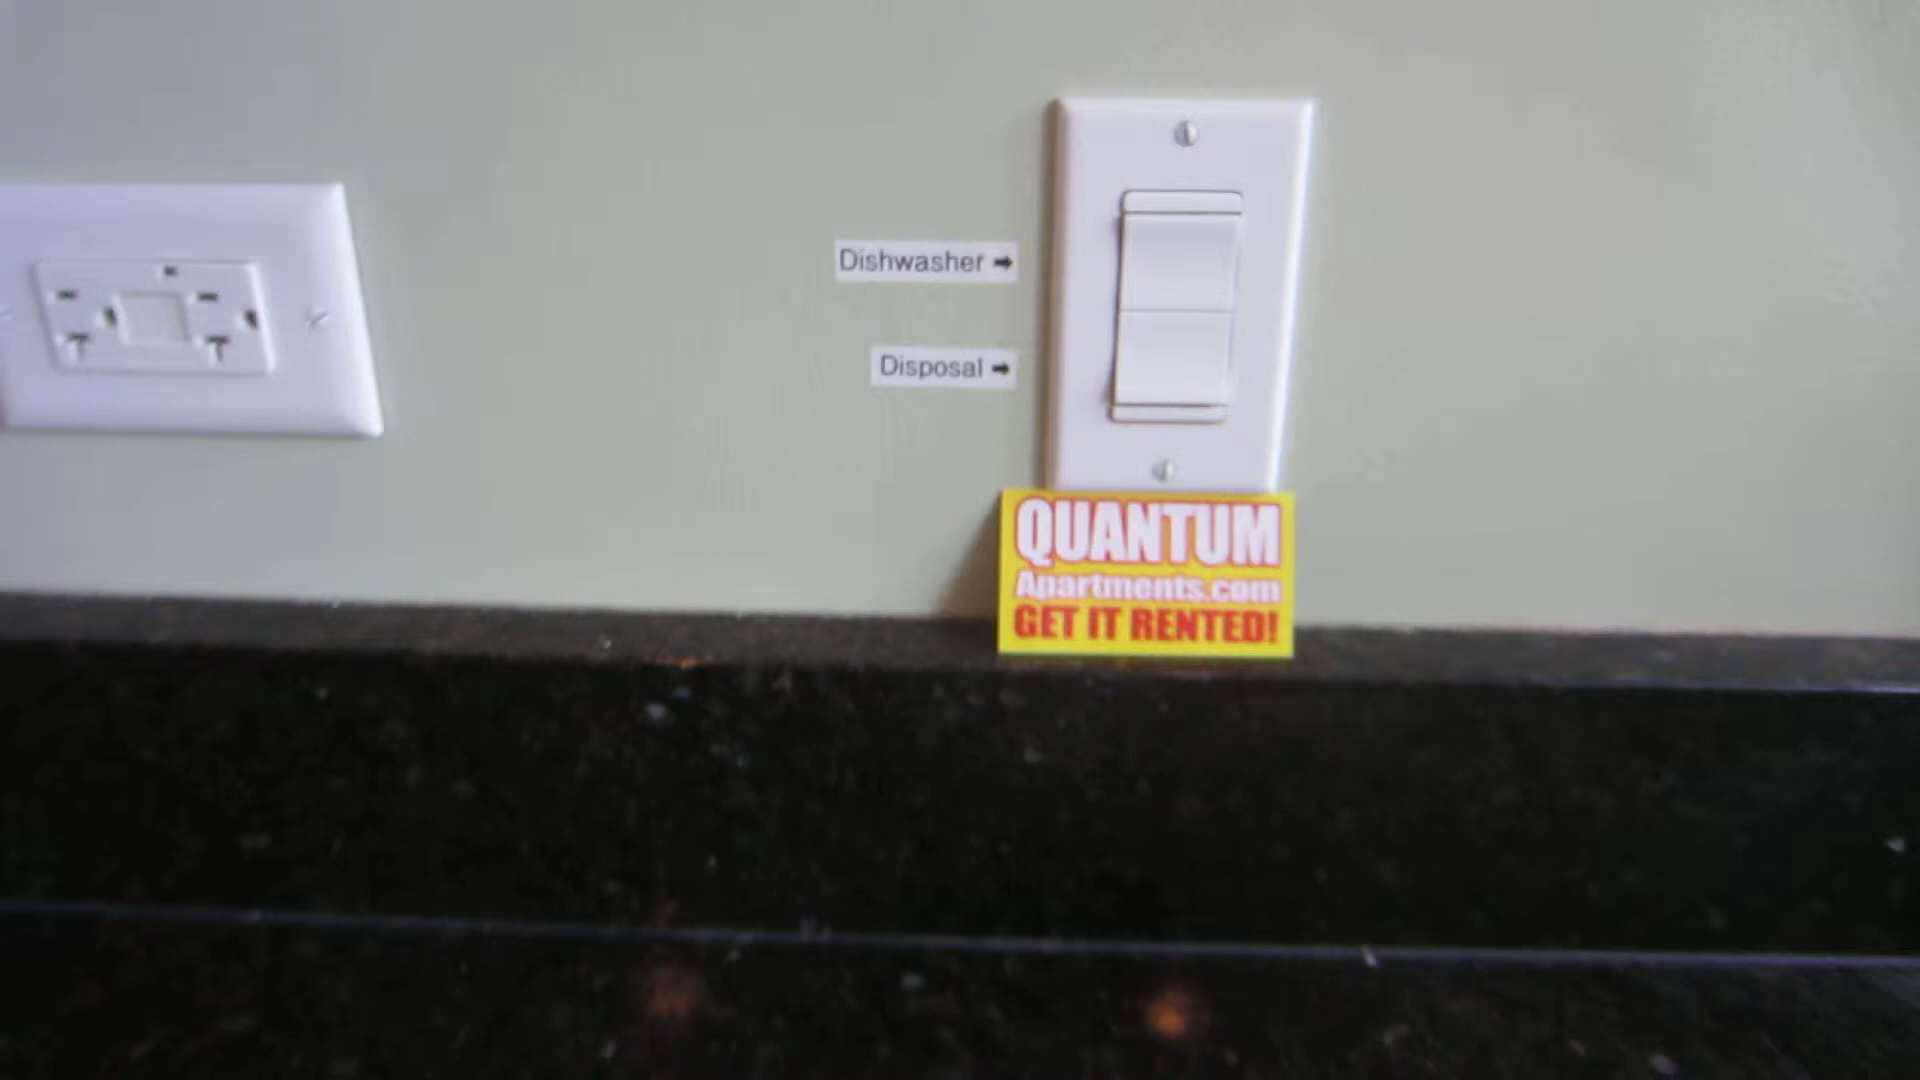 Dishwasher ➡
Disposal ➡
QUANTUM
Apartments.com
GET IT RENTED!